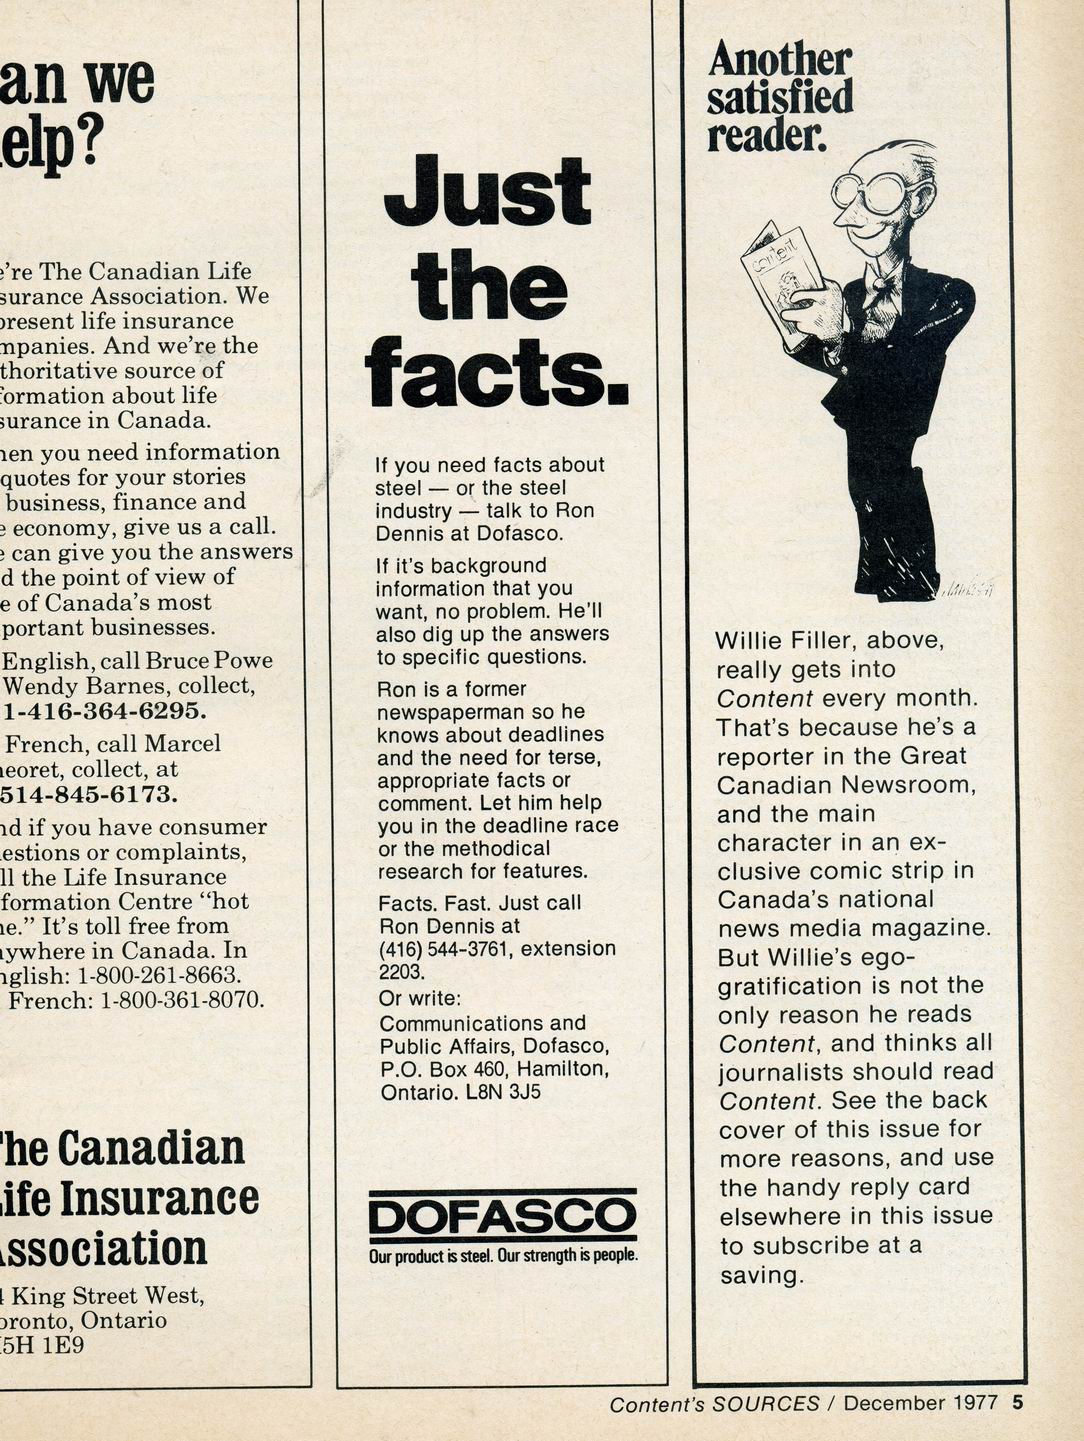 an we
elp?
e're The Canadian Life
surance Association. We
present life insurance
mpanies. And we're the
thoritative source of
formation about life
surance in Canada.
hen you need information
quotes for your stories
business, finance and
e economy, give us a call.
e can give you the answers
d the point of view of
e of Canada's most
portant businesses.
English, call Bruce Powe
Wendy Barnes, collect,
1-416-364-6295.
French, call Marcel
heoret, collect, at
514-845-6173.
nd if you have consumer
estions or complaints,
ll the Life Insurance
formation Centre “hot
ne.” It's toll free from
nywhere in Canada. In
nglish: 1-800-261-8663.
French: 1-800-361-8070.
The Canadian
Life Insurance
Association
King Street West,
oronto, Ontario
5H 1E9
Just
the
facts.
If you need facts about
steel — or the steel
industry — talk to Ron
Dennis at Dofasco.
If it's background
information that you
want, no problem. He'll
also dig up the answers
to specific questions.
Ron is a former
newspaperman so he
knows about deadlines
and the need for terse,
appropriate facts or
comment. Let him help
you in the deadline race
or the methodical
research for features.
Facts. Fast. Just call
Ron Dennis at
(416) 544-3761, extension
2203.
Or write:
Communications and
Public Affairs, Dofasco,
P.O. Box 460, Hamilton,
Ontario. L8N 3J5
DOFASCO
Our product is steel. Our strength is people.
Another
satisfied
reader.
content
Willie Filler, above,
really gets into
Content every month.
That's because he's a
reporter in the Great
Canadian Newsroom,
and the main
character in an ex-
clusive comic strip in
Canada's national
news media magazine.
But Willie's ego-
gratification is not the
only reason he reads
Content, and thinks all
journalists should read
Content. See the back
cover of this issue for
more reasons, and use
the handy reply card
elsewhere in this issue
to subscribe at a
saving.
Content's SOURCES / December 1977 5